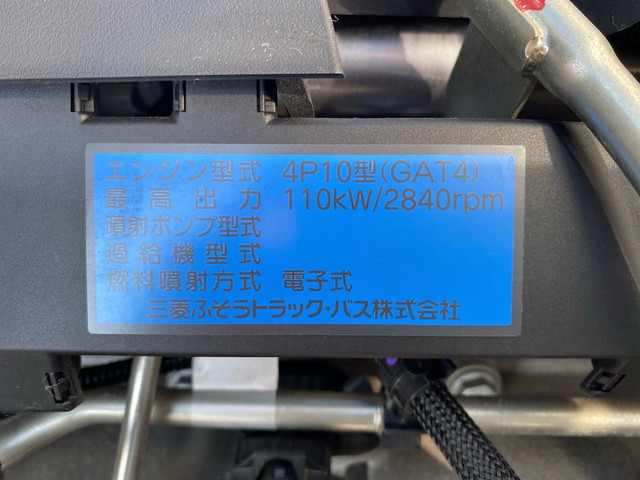 エンジン型式 4P10型(GAT4)
最高出力 110kW/2840rpm
噴射ポンプ型式
過給機型式
燃料噴射方式 電子式
三菱ふそうトラック・バス株式会社